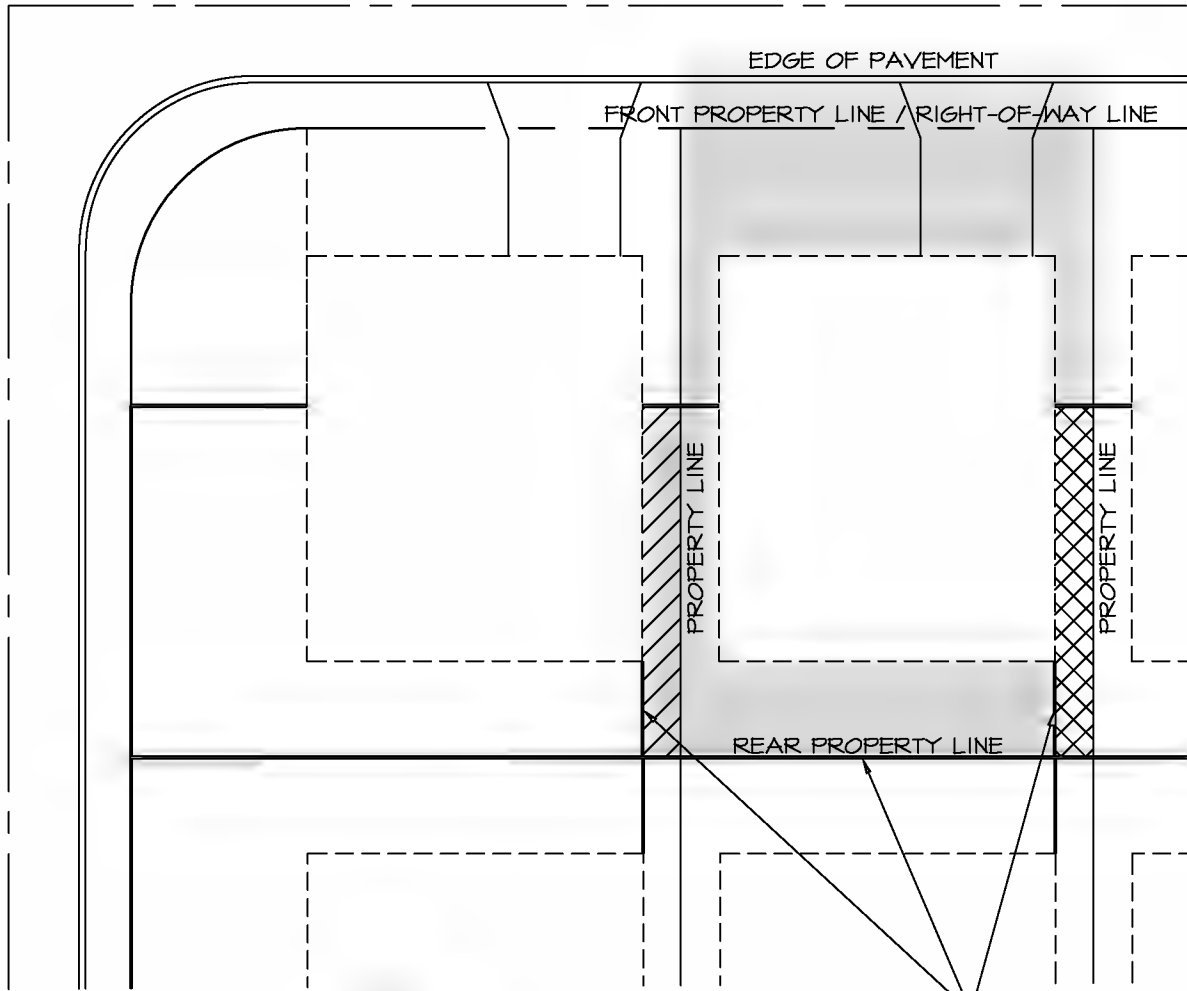 EDGE OF PAVEMENT
FRONT PROPERTY LINE / RIGHT-OF-WAY LINE
PROPERTY LINE
PROPERTY LINE
REAR PROPERTY LINE